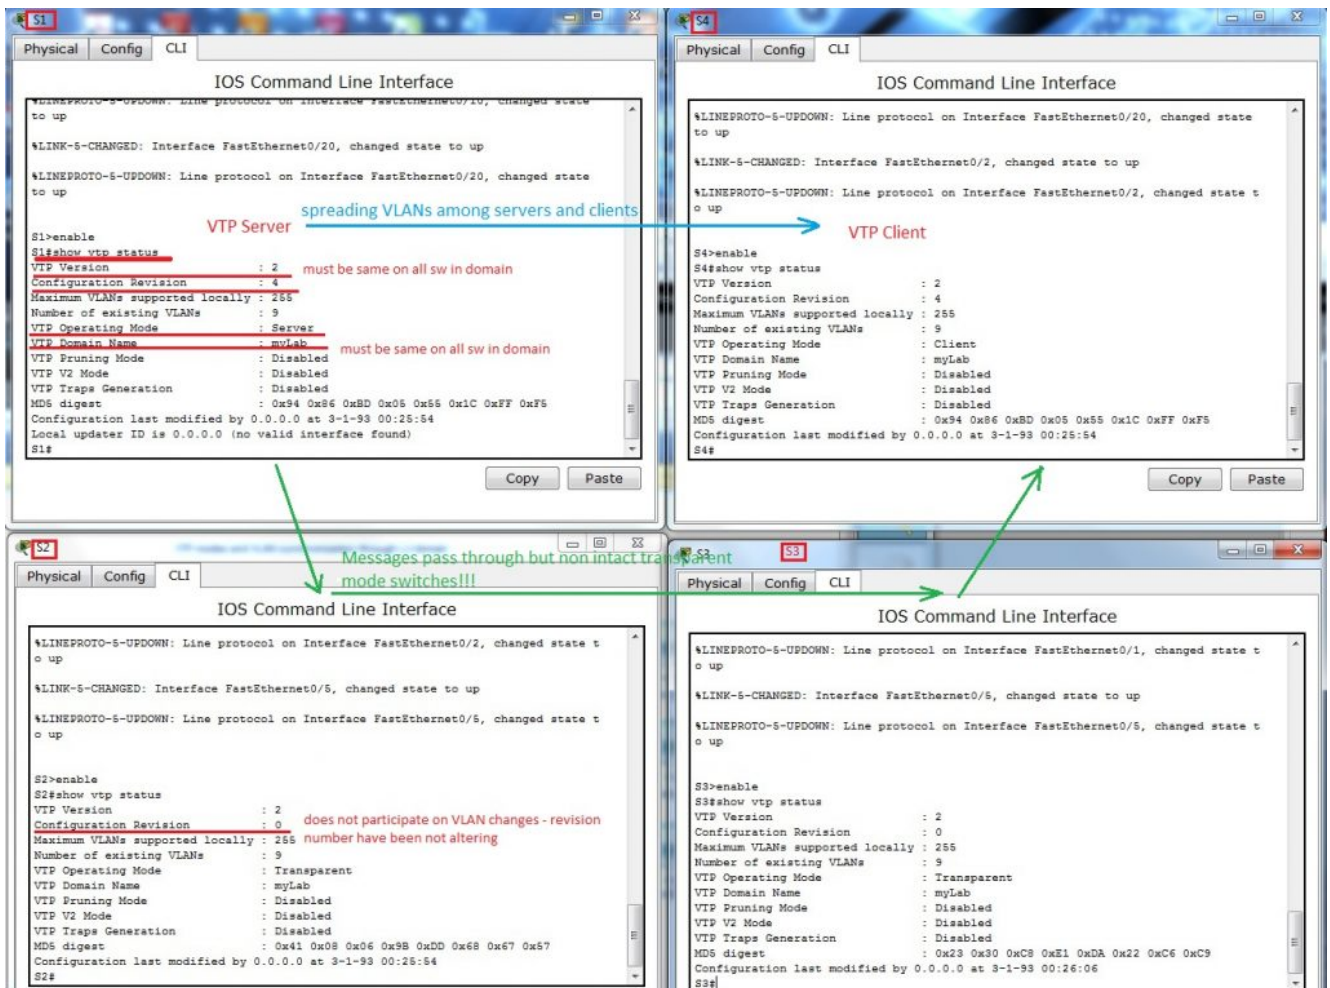 S1
Physical Config CLI
IOS Command Line Interface
%LINEPROTO-5-UPDOWN: Line protocol on Interface FastEthernet0/10, changed state
to up
%LINK-5-CHANGED: Interface FastEthernet0/20, changed state to up
%LINEPROTO-5-UPDOWN: Line protocol on Interface FastEthernet0/20, changed state
to up
VTP Server
spreading VLANs among servers and clients
S1>enable
S1#show vtp status
VTP Version : 2
must be same on all sw in domain
Configuration Revision : 4
Maximum VLANs supported locally : 255
Number of existing VLANs : 9
VTP Operating Mode : Server
VTP Domain Name : myLab
must be same on all sw in domain
VTP Pruning Mode : Disabled
VTP V2 Mode : Disabled
VTP Traps Generation : Disabled
MD5 digest : 0x94 0x86 0xBD 0x05 0x55 0x1C 0xFF 0xF5
Configuration last modified by 0.0.0.0 at 3-1-93 00:25:54
Local updater ID is 0.0.0.0 (no valid interface found)
S1#
Copy Paste
S4
Physical Config CLI
IOS Command Line Interface
%LINEPROTO-5-UPDOWN: Line protocol on Interface FastEthernet0/20, changed state
to up
%LINK-5-CHANGED: Interface FastEthernet0/2, changed state to up
%LINEPROTO-5-UPDOWN: Line protocol on Interface FastEthernet0/2, changed state t
o up
VTP Client
S4>enable
S4#show vtp status
VTP Version : 2
Configuration Revision : 4
Maximum VLANs supported locally : 255
Number of existing VLANs : 9
VTP Operating Mode : Client
VTP Domain Name : myLab
VTP Pruning Mode : Disabled
VTP V2 Mode : Disabled
VTP Traps Generation : Disabled
MD5 digest : 0x94 0x86 0xBD 0x05 0x55 0x1C 0xFF 0xF5
Configuration last modified by 0.0.0.0 at 3-1-93 00:25:54
S4#
Copy Paste
S2
Messages pass through but non intact transparent
mode switches!!!
Physical Config CLI
IOS Command Line Interface
%LINEPROTO-5-UPDOWN: Line protocol on Interface FastEthernet0/2, changed state t
o up
%LINK-5-CHANGED: Interface FastEthernet0/5, changed state to up
%LINEPROTO-5-UPDOWN: Line protocol on Interface FastEthernet0/5, changed state t
o up
S2>enable
S2#show vtp status
VTP Version : 2
Configuration Revision : 0
does not participate on VLAN changes - revision
number have been not altering
Maximum VLANs supported locally : 255
Number of existing VLANs : 9
VTP Operating Mode : Transparent
VTP Domain Name : myLab
VTP Pruning Mode : Disabled
VTP V2 Mode : Disabled
VTP Traps Generation : Disabled
MD5 digest : 0x41 0x08 0x06 0x9B 0xDD 0x68 0x67 0x57
Configuration last modified by 0.0.0.0 at 3-1-93 00:25:54
S2#
S3
S3
Physical Config CLI
IOS Command Line Interface
%LINEPROTO-5-UPDOWN: Line protocol on Interface FastEthernet0/1, changed state t
o up
%LINK-5-CHANGED: Interface FastEthernet0/5, changed state to up
%LINEPROTO-5-UPDOWN: Line protocol on Interface FastEthernet0/5, changed state t
o up
S3>enable
S3#show vtp status
VTP Version : 2
Configuration Revision : 0
Maximum VLANs supported locally : 255
Number of existing VLANs : 9
VTP Operating Mode : Transparent
VTP Domain Name : myLab
VTP Pruning Mode : Disabled
VTP V2 Mode : Disabled
VTP Traps Generation : Disabled
MD5 digest : 0x23 0x30 0xC8 0xE1 0xDA 0x22 0xC6 0xC9
Configuration last modified by 0.0.0.0 at 3-1-93 00:26:06
S3#